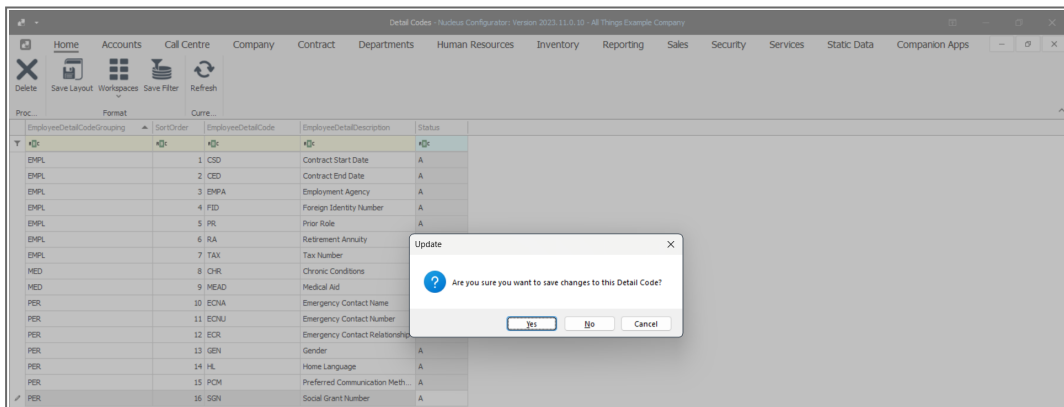 Detail Codes - Nucleus Configurator: Version 2023.11.0.10 - All Things Example Company
Home Accounts Call Centre Company Contract Departments Human Resources Inventory Reporting Sales Security Services Static Data Companion Apps
Delete Save Layout Workspaces Save Filter Refresh
Proc... Format Curre...
EmployeeDetailCodeGrouping SortOrder EmployeeDetailCode EmployeeDetailDescription Status
EMPL 1 CSD Contract Start Date A
EMPL 2 CED Contract End Date A
EMPL 3 EMPA Employment Agency A
EMPL 4 FID Foreign Identity Number A
EMPL 5 PR Prior Role A
EMPL 6 RA Retirement Annuity
EMPL 7 TAX Tax Number
MED 8 CHR Chronic Conditions
MED 9 MEAD Medical Aid
PER 10 ECNA Emergency Contact Name
PER 11 ECNU Emergency Contact Number
PER 12 ECR Emergency Contact Relationship
PER 13 GEN Gender A
PER 14 HL Home Language A
PER 15 PCM Preferred Communication Meth... A
PER 16 SGN Social Grant Number A
Update
Are you sure you want to save changes to this Detail Code?
Yes No Cancel